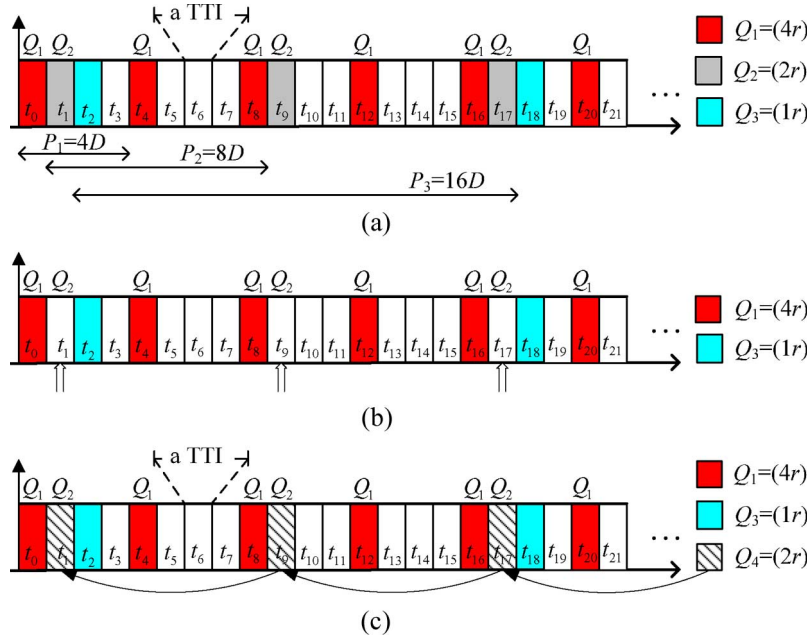 a TTI
Q1 Q2 Q1 Q1 Q2 Q1 Q1 Q2 Q1
t0 t1 t2 t3 t4 t5 t6 t7 t8 t9 t10 t11 t12 t13 t14 t15 t16 t17 t18 t19 t20 t21 ...
Q1=(4r)
Q2=(2r)
Q3=(1r)
P1=4D
P2=8D
P3=16D
(a)
Q1 Q2 Q1 Q1 Q2 Q1 Q1 Q2 Q1
t0 t1 t2 t3 t4 t5 t6 t7 t8 t9 t10 t11 t12 t13 t14 t15 t16 t17 t18 t19 t20 t21 ...
Q1=(4r)
Q3=(1r)
(b)
a TTI
Q1 Q2 Q1 Q1 Q2 Q1 Q1 Q2 Q1
t0 t1 t2 t3 t4 t5 t6 t7 t8 t9 t10 t11 t12 t13 t14 t15 t16 t17 t18 t19 t20 t21 ...
Q1=(4r)
Q3=(1r)
Q4=(2r)
(c)